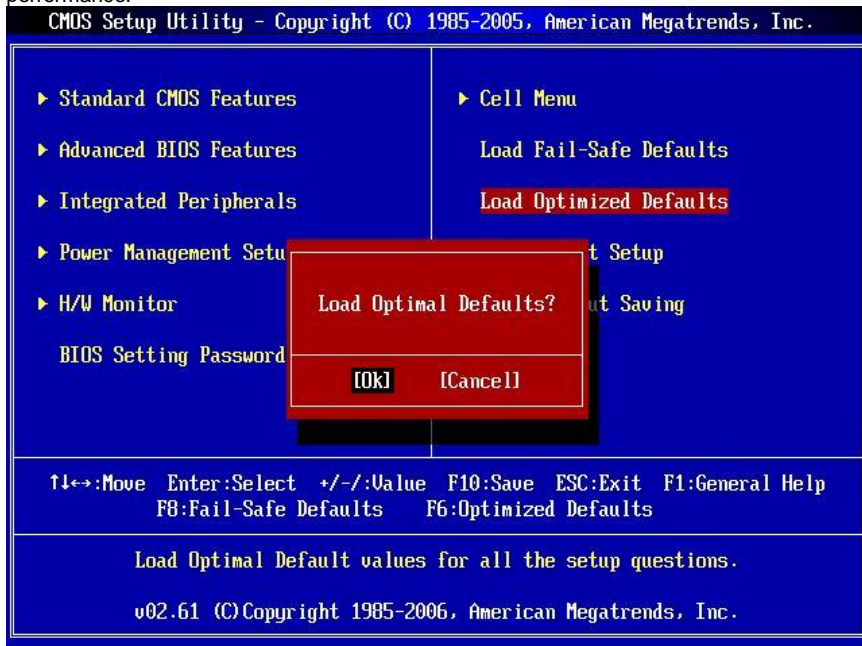 performance.
CMOS Setup Utility - Copyright (C) 1985-2005, American Megatrends, Inc.
▶ Standard CMOS Features
▶ Advanced BIOS Features
▶ Integrated Peripherals
▶ Power Management Setu
▶ H/W Monitor
BIOS Setting Password
▶ Cell Menu
Load Fail-Safe Defaults
Load Optimized Defaults
t Setup
ut Saving
Load Optimal Defaults?
[Ok] [Cancel]
↑↓←→:Move Enter:Select +/-/:Value F10:Save ESC:Exit F1:General Help
F8:Fail-Safe Defaults F6:Optimized Defaults
Load Optimal Default values for all the setup questions.
v02.61 (C)Copyright 1985-2006, American Megatrends, Inc.